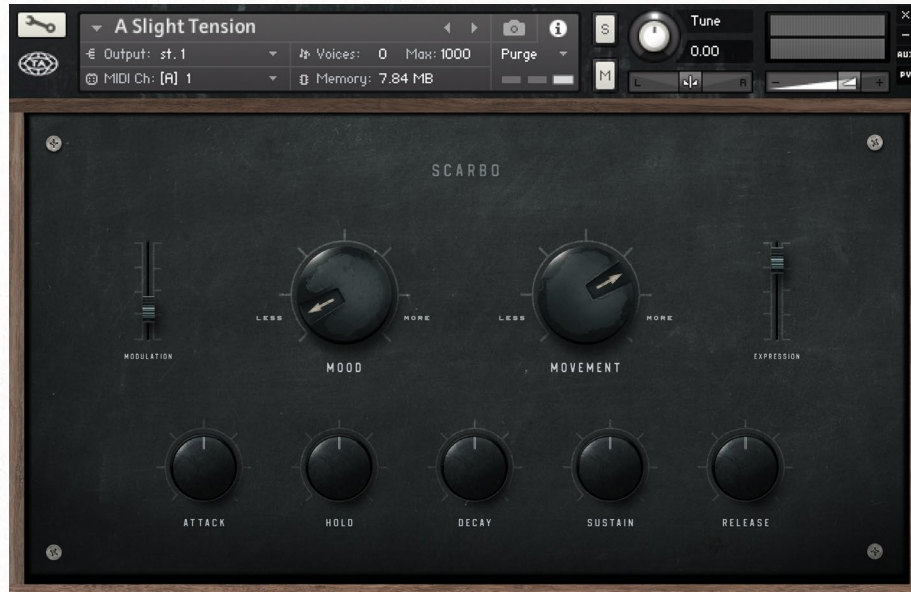 A Slight Tension
Output: st. 1
Voices: 0 Max: 1000
Purge
MIDI Ch: [A] 1
Memory: 7.84 MB
S
M
Tune
0.00
L R
- +
×
-
AUX
PV
TA
SCARBO
LESS MORE
LESS MORE
MODULATION
MOOD
MOVEMENT
EXPRESSION
ATTACK
HOLD
DECAY
SUSTAIN
RELEASE